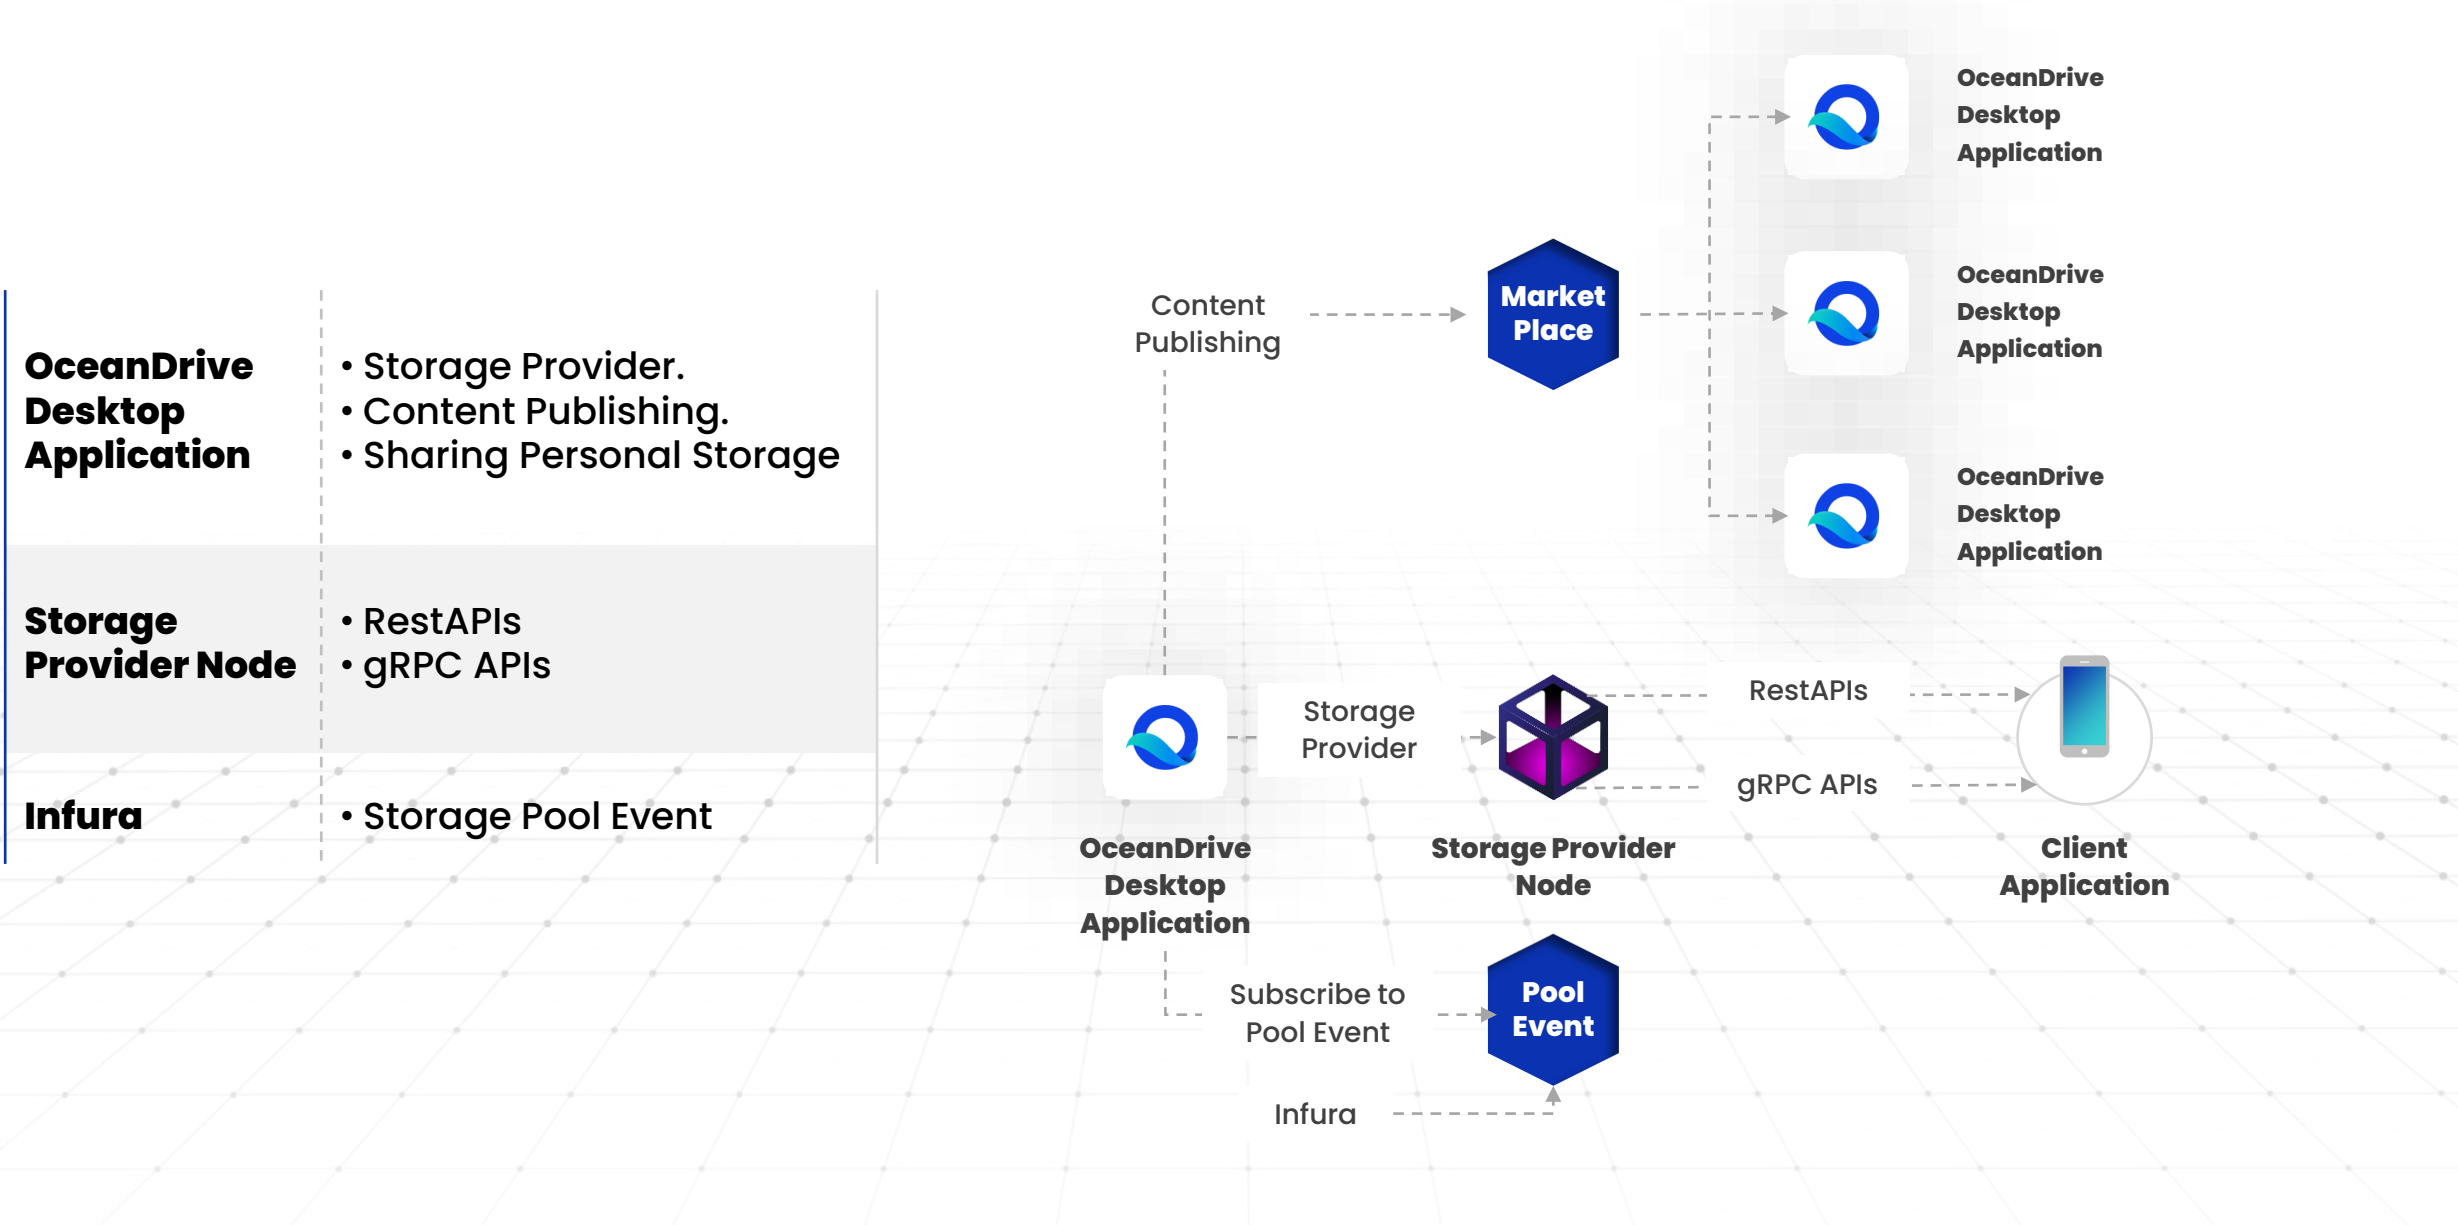 OceanDrive
Desktop
Application
• Storage Provider.
• Content Publishing.
• Sharing Personal Storage
Storage
Provider Node
• RestAPIs
• gRPC APIs
Infura
• Storage Pool Event
Content
Publishing
Market
Place
OceanDrive
Desktop
Application
OceanDrive
Desktop
Application
OceanDrive
Desktop
Application
OceanDrive
Desktop
Application
Storage
Provider
Storage Provider
Node
RestAPIs
gRPC APIs
Client
Application
Subscribe to
Pool Event
Pool
Event
Infura